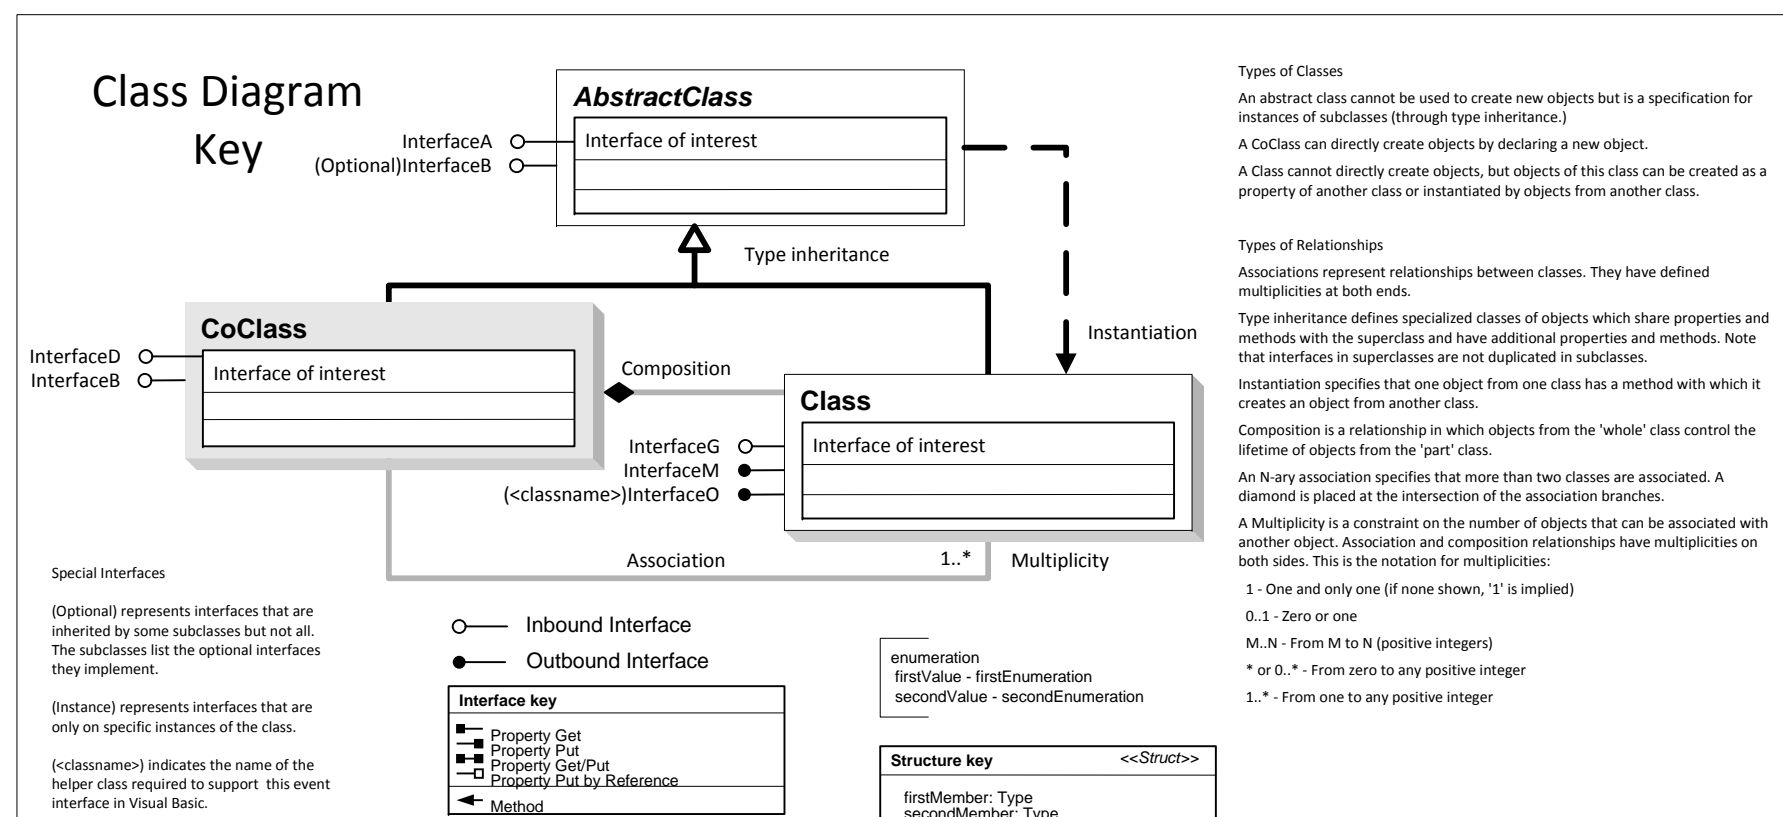 Class Diagram
Key
AbstractClass
Interface of interest
InterfaceA
(Optional)InterfaceB
Type inheritance
Instantiation
CoClass
Interface of interest
InterfaceD
InterfaceB
Composition
Class
Interface of interest
InterfaceG
InterfaceM
(<classname>)InterfaceO
Association
1..*
Multiplicity
Special Interfaces
(Optional) represents interfaces that are
inherited by some subclasses but not all.
The subclasses list the optional interfaces
they implement.
(Instance) represents interfaces that are
only on specific instances of the class.
(<classname>) indicates the name of the
helper class required to support  this event
interface in Visual Basic.
Inbound Interface
Outbound Interface
Interface key
Property Get
Property Put
Property Get/Put
Property Put by Reference
Method
enumeration
firstValue - firstEnumeration
secondValue - secondEnumeration
Structure key
<<Struct>>
firstMember: Type
secondMember: Type
Types of Classes
An abstract class cannot be used to create new objects but is a specification for
instances of subclasses (through type inheritance.)
A CoClass can directly create objects by declaring a new object.
A Class cannot directly create objects, but objects of this class can be created as a
property of another class or instantiated by objects from another class.
Types of Relationships
Associations represent relationships between classes. They have defined
multiplicities at both ends.
Type inheritance defines specialized classes of objects which share properties and
methods with the superclass and have additional properties and methods. Note
that interfaces in superclasses are not duplicated in subclasses.
Instantiation specifies that one object from one class has a method with which it
creates an object from another class.
Composition is a relationship in which objects from the 'whole' class control the
lifetime of objects from the 'part' class.
An N-ary association specifies that more than two classes are associated. A
diamond is placed at the intersection of the association branches.
A Multiplicity is a constraint on the number of objects that can be associated with
another object. Association and composition relationships have multiplicities on
both sides. This is the notation for multiplicities:
1 - One and only one (if none shown, '1' is implied)
0..1 - Zero or one
M..N - From M to N (positive integers)
* or 0..* - From zero to any positive integer
1..* - From one to any positive integer